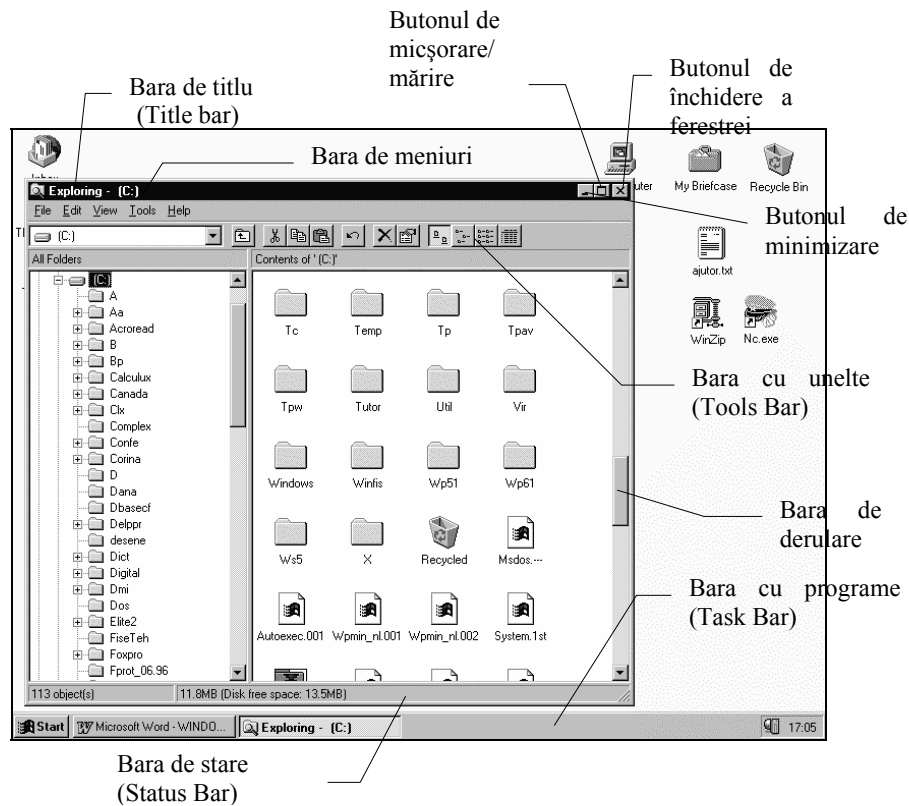 Butonul de
micşorare/
mărire
Butonul de
închidere a
ferestrei
Bara de titlu
(Title bar)
Bara de meniuri
My Briefcase
Recycle Bin
Exploring - (C:)
File Edit View Tools Help
Butonul de
minimizare
(C:)
All Folders
Contents of '(C:)'
ajutor.txt
(C:)
A
Aa
Acroread
B
Bp
Calculux
Canada
Clx
Complex
Confe
Corina
D
Dana
Dbasecf
Delppr
desene
Dict
Digital
Dmi
Dos
Elite2
FiseTeh
Foxpro
Fprot_06.96
Tc Temp Tp Tpav
Tpw Tutor Util Vir
Windows Winfis Wp51 Wp61
Ws5 X Recycled Msdos.---
Autoexec.001 Wpmin_nl.001 Wpmin_nl.002 System.1st
WinZip Nc.exe
Bara cu unelte
(Tools Bar)
Bara de
derulare
Bara cu programe
(Task Bar)
113 object(s) 11.8MB (Disk free space: 13.5MB)
Start Microsoft Word - WINDO... Exploring - (C:) 17:05
Bara de stare
(Status Bar)